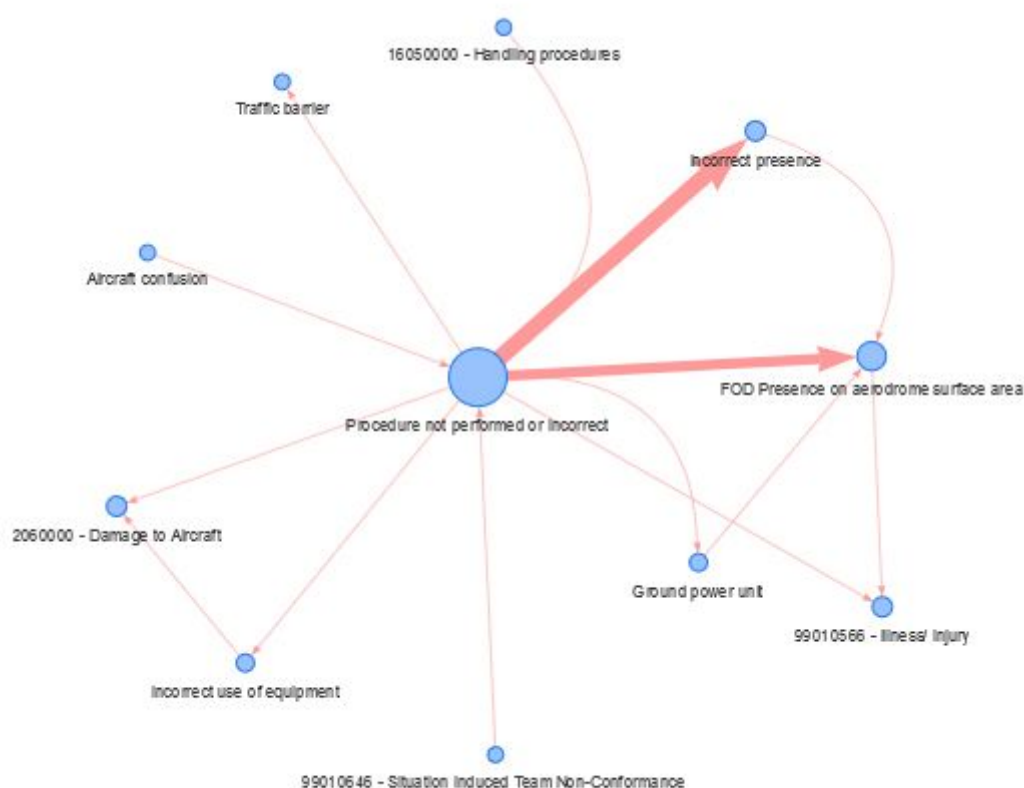 16050000 - Handling procedures
Traffic barrier
Incorrect presence
Aircraft confusion
FOD Presence on aerodrome surface area
Procedure not performed or Incorrect
2060000 - Damage to Aircraft
Ground power unit
99010566 - Illness/ Injury
Incorrect use of equipment
99010646 - Situation Induced Team Non-Conformance